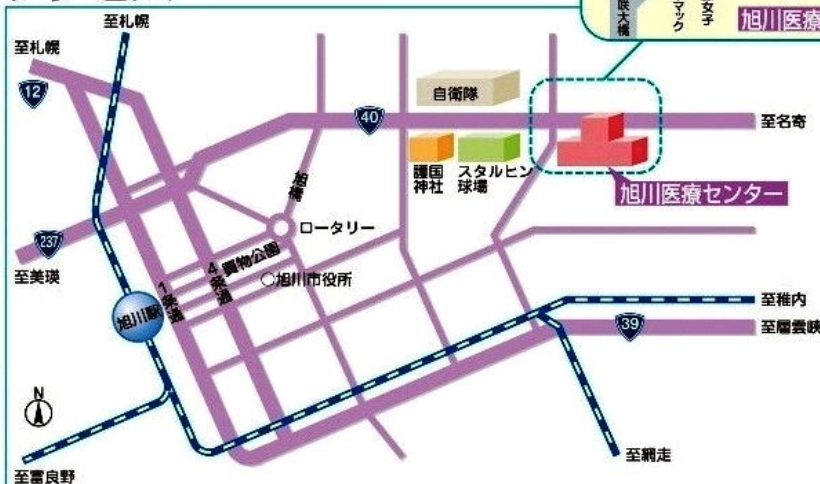 咲大橋
マック
女子
旭川医療
至札幌
至札幌
12
自衛隊
40
至名寄
護国
神社
スタルヒン
球場
旭川医療センター
旭橋
ロータリー
237
至美瑛
買物公園
4条通
1条通
○旭川市役所
旭川駅
至稚内
39
至層雲峡
N
至富良野
至網走